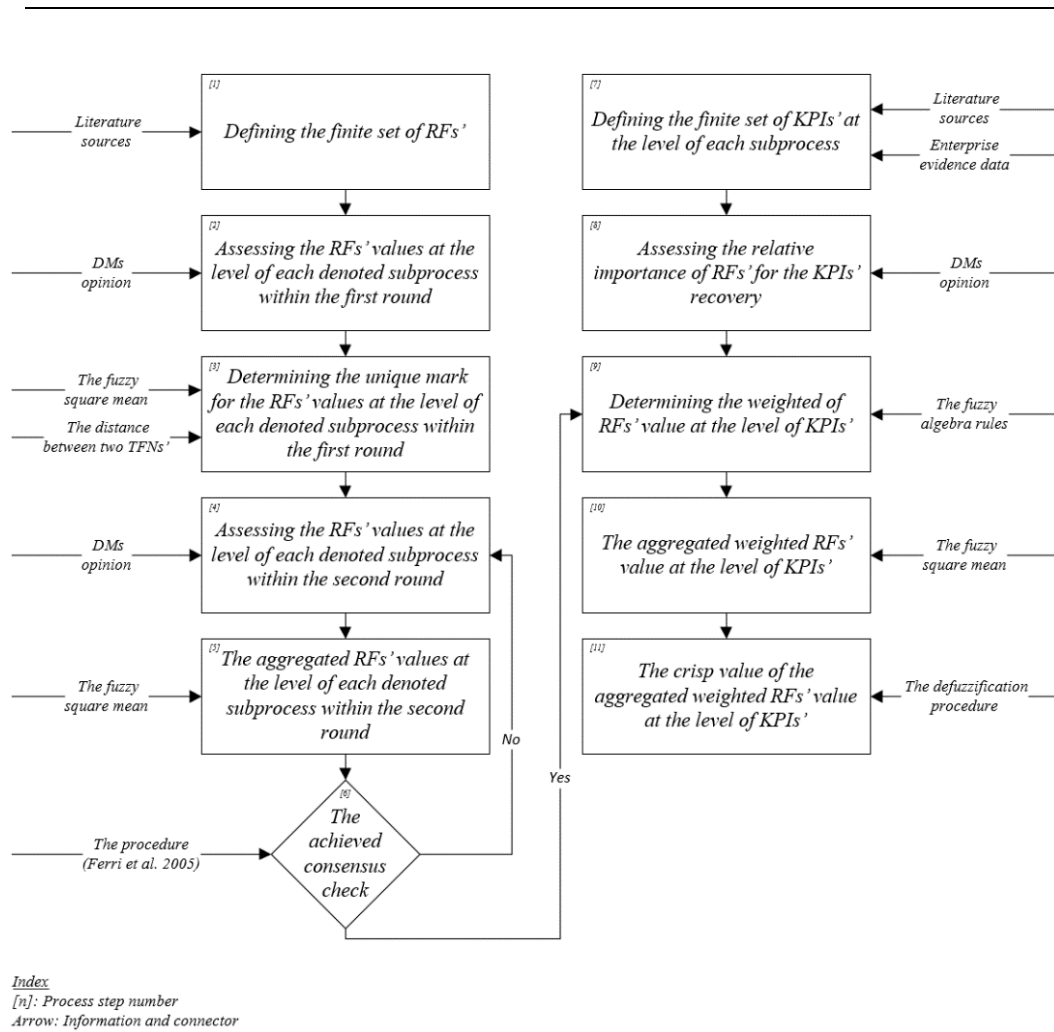 [1]
Defining the finite set of RFs’
Literature
sources
[2]
Assessing the RFs’ values at the
level of each denoted subprocess
within the first round
DMs
opinion
[3]
Determining the unique mark
for the RFs’ values at the level of
each denoted subprocess within
the first round
The fuzzy
square mean
The distance
between two TFNs’
[4]
Assessing the RFs’ values at the
level of each denoted subprocess
within the second round
DMs
opinion
[5]
The aggregated RFs’ values at
the level of each denoted
subprocess within the second
round
The fuzzy
square mean
No
[6]
The
achieved
consensus
check
The procedure
(Ferri et al. 2005)
Yes
[7]
Defining the finite set of KPIs’ at
the level of each subprocess
Literature
sources
Enterprise
evidence data
[8]
Assessing the relative
importance of RFs’ for the KPIs’
recovery
DMs
opinion
[9]
Determining the weighted of
RFs’ value at the level of KPIs’
The fuzzy
algebra rules
[10]
The aggregated weighted RFs’
value at the level of KPIs’
The fuzzy
square mean
[11]
The crisp value of the
aggregated weighted RFs’ value
at the level of KPIs’
The defuzzification
procedure
Index
[n]: Process step number
Arrow: Information and connector